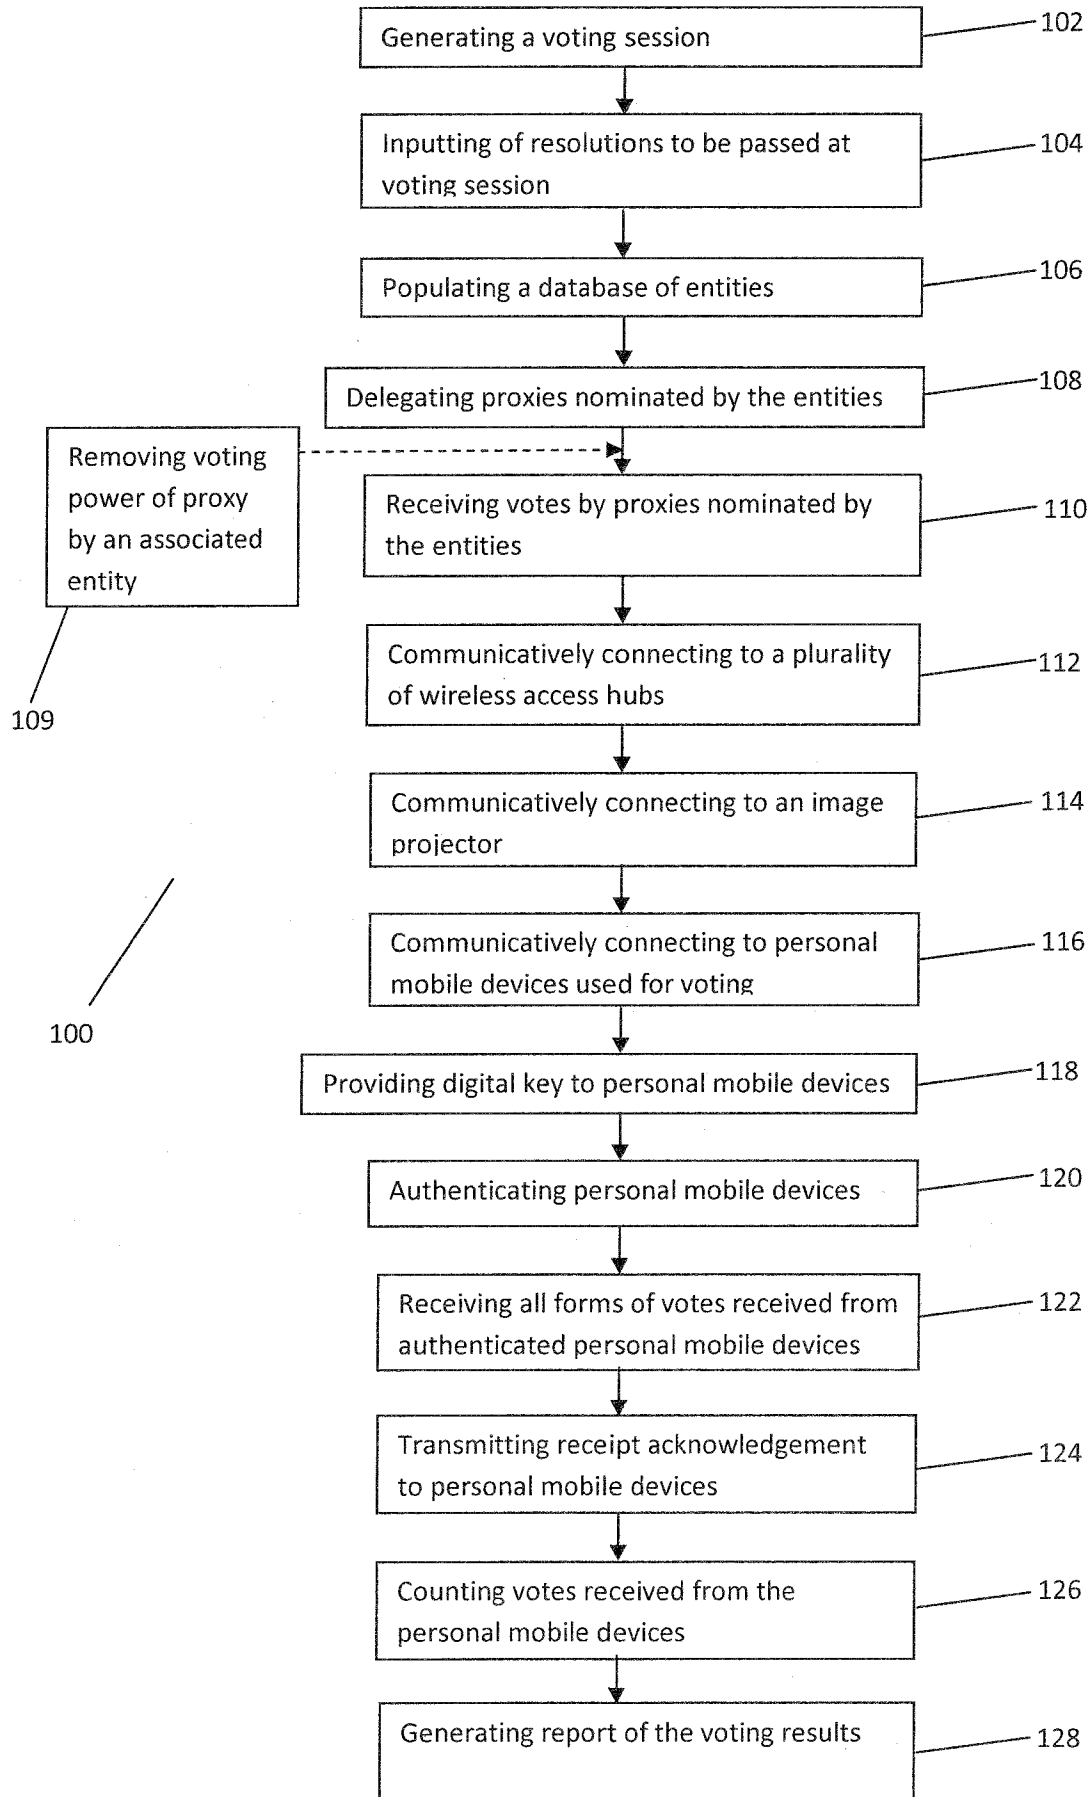 Generating a voting session
102
Inputting of resolutions to be passed at
voting session
104
Populating a database of entities
106
Delegating proxies nominated by the entities
108
Removing voting
power of proxy
by an associated
entity
109
Receiving votes by proxies nominated by
the entities
110
Communicatively connecting to a plurality
of wireless access hubs
112
Communicatively connecting to an image
projector
114
Communicatively connecting to personal
mobile devices used for voting
116
100
Providing digital key to personal mobile devices
118
Authenticating personal mobile devices
120
Receiving all forms of votes received from
authenticated personal mobile devices
122
Transmitting receipt acknowledgement
to personal mobile devices
124
Counting votes received from the
personal mobile devices
126
Generating report of the voting results
128